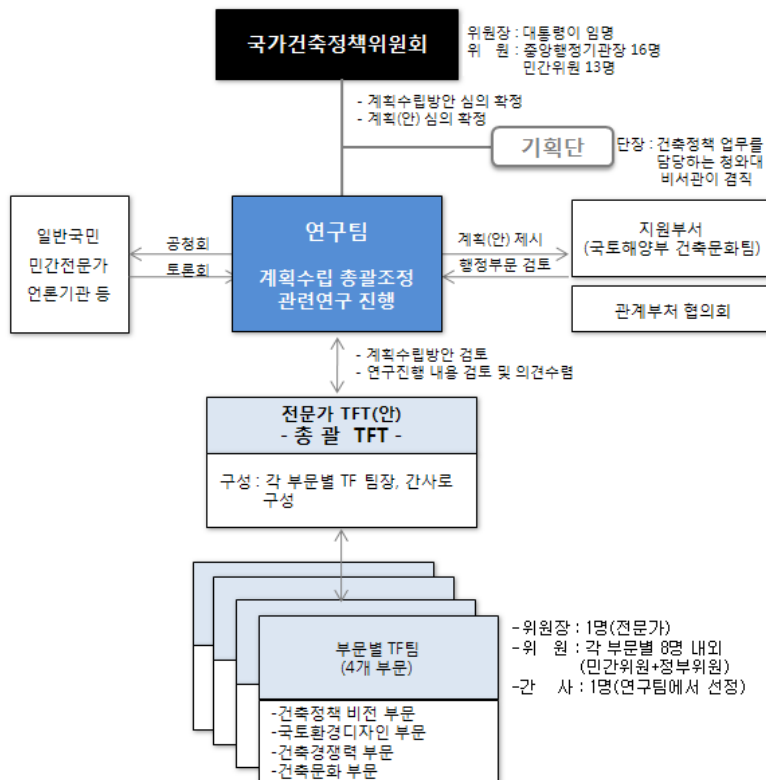 국가건축정책위원회
위원장 : 대통령이 임명
위 원 : 중앙행정기관장 16명
민간위원 13명
- 계획수립방안 심의 확정
- 계획(안) 심의 확정
기획단
단장 : 건축정책 업무를
담당하는 청와대
비서관이 겸직
일반국민
민간전문가
언론기관 등
공청회
토론회
연구팀
계획수립 총괄조정
관련연구 진행
계획(안) 제시
행정부문 검토
지원부서
(국토해양부 건축문화팀)
관계부처 협의회
- 계획수립방안 검토
- 연구진행 내용 검토 및 의견수렴
전문가 TFT(안)
- 총 괄 TFT -
구성 : 각 부문별 TF 팀장, 간사로
구성
부문별 TF팀
(4개 부문)
-건축정책 비전 부문
-국토환경디자인 부문
-건축경쟁력 부문
-건축문화 부문
-위원장 : 1명(전문가)
-위 원 : 각 부문별 8명 내외
(민간위원+정부위원)
-간 사 : 1명(연구팀에서 선정)